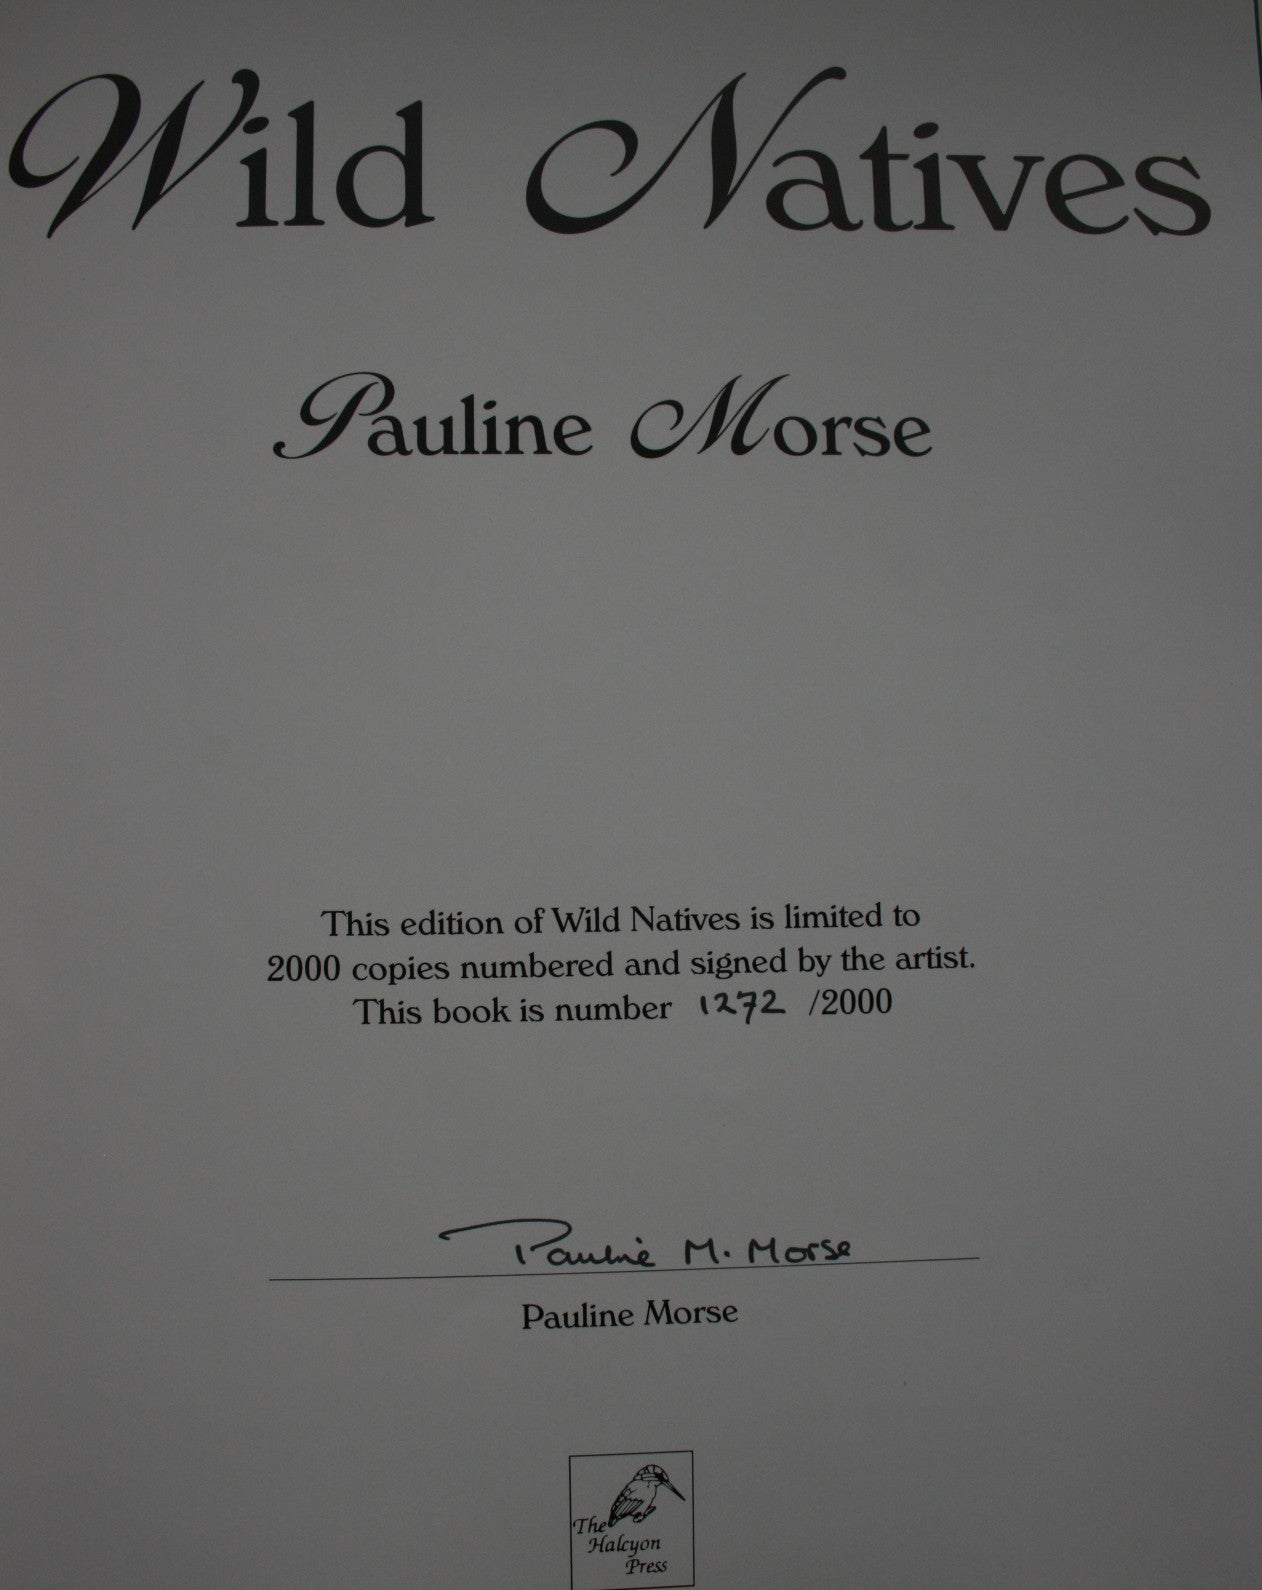 Wild Natives
Pauline Morse
This edition of Wild Natives is limited to
2000 copies numbered and signed by the artist.
This book is number 1272 /2000
Pauline M. Morse
Pauline Morse
The
Halcyon
Press